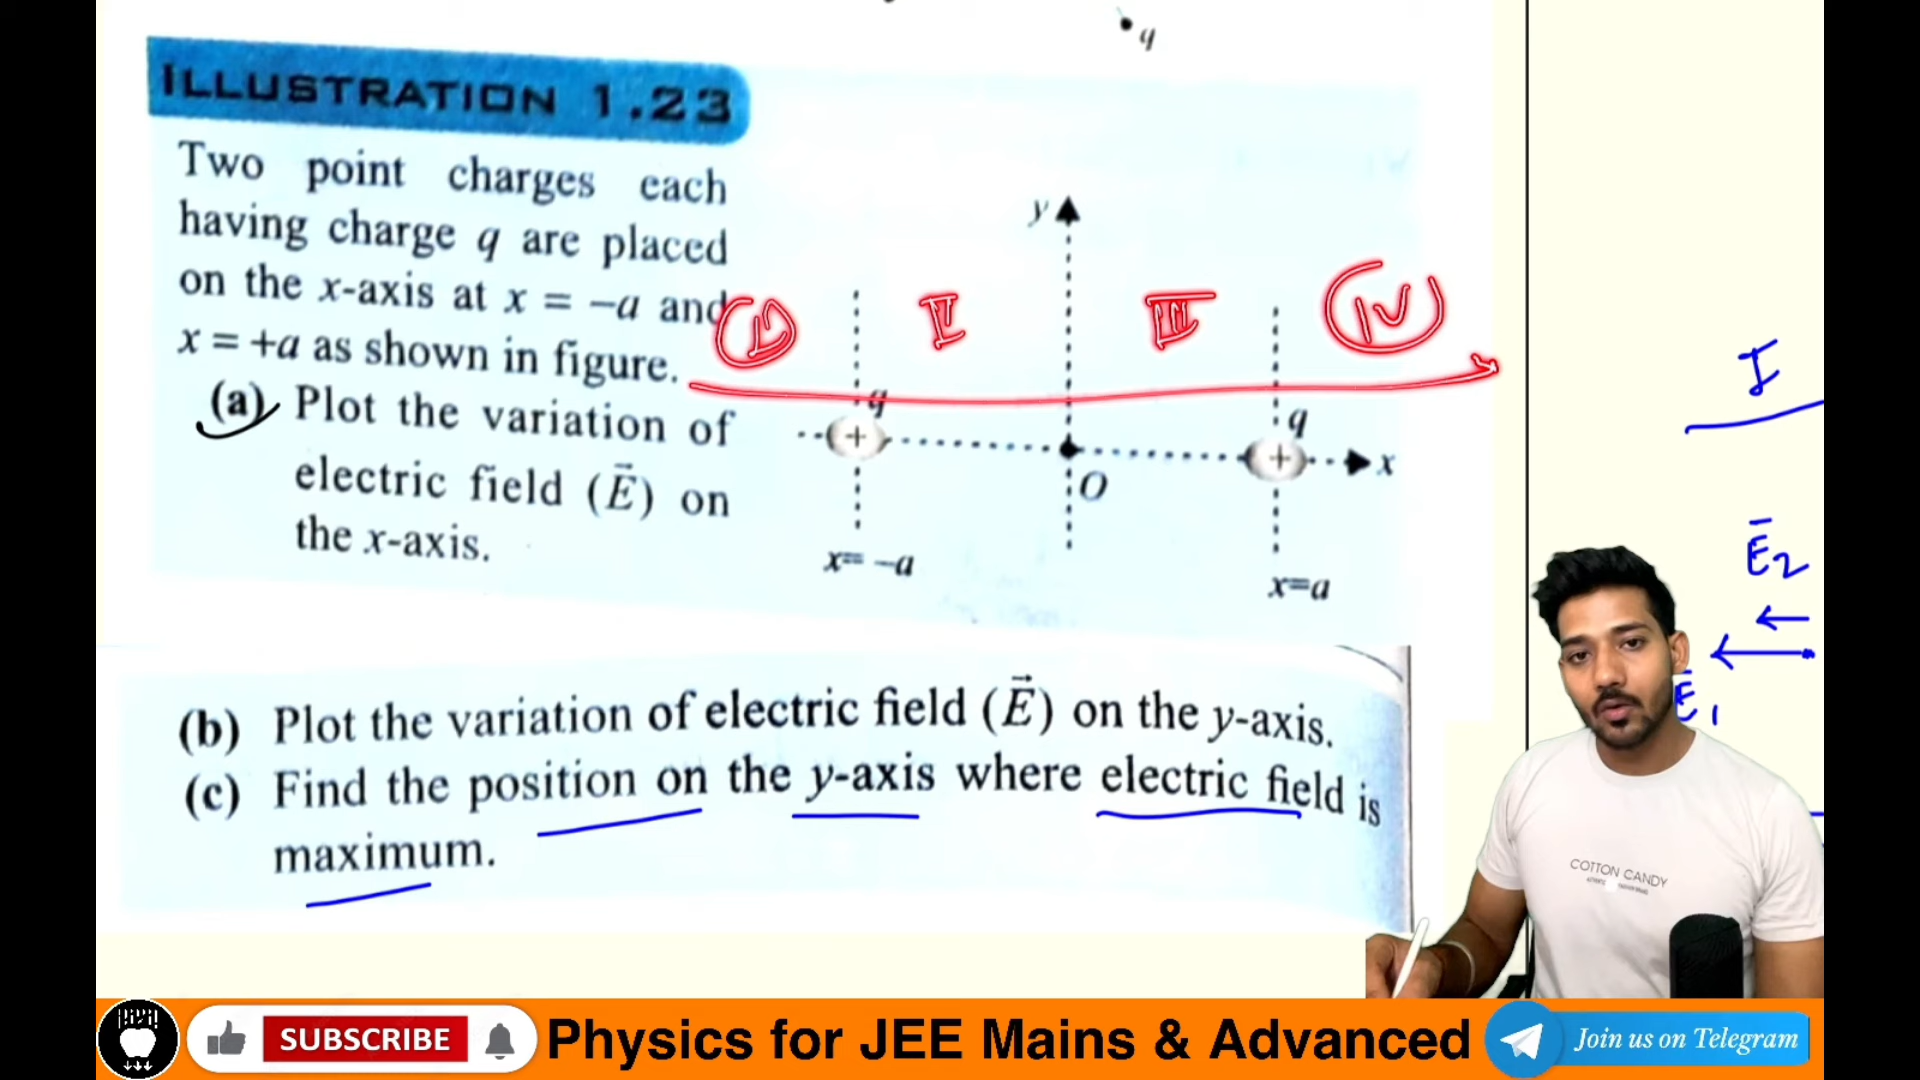 q
ILLUSTRATION 1.23
Two point charges each
having charge q are placed
on the x-axis at x = −a and
x = +a as shown in figure.
(a) Plot the variation of
electric field (E⃗) on
the x-axis.
y
I
II
III
IV
q
q
+
+
x
O
x= −a
x=a
(b) Plot the variation of electric field (E⃗) on the y-axis.
(c) Find the position on the y-axis where electric field is
maximum.
I
E̅₂
E̅₁
COTTON CANDY
SUBSCRIBE
Physics for JEE Mains & Advanced
Join us on Telegram